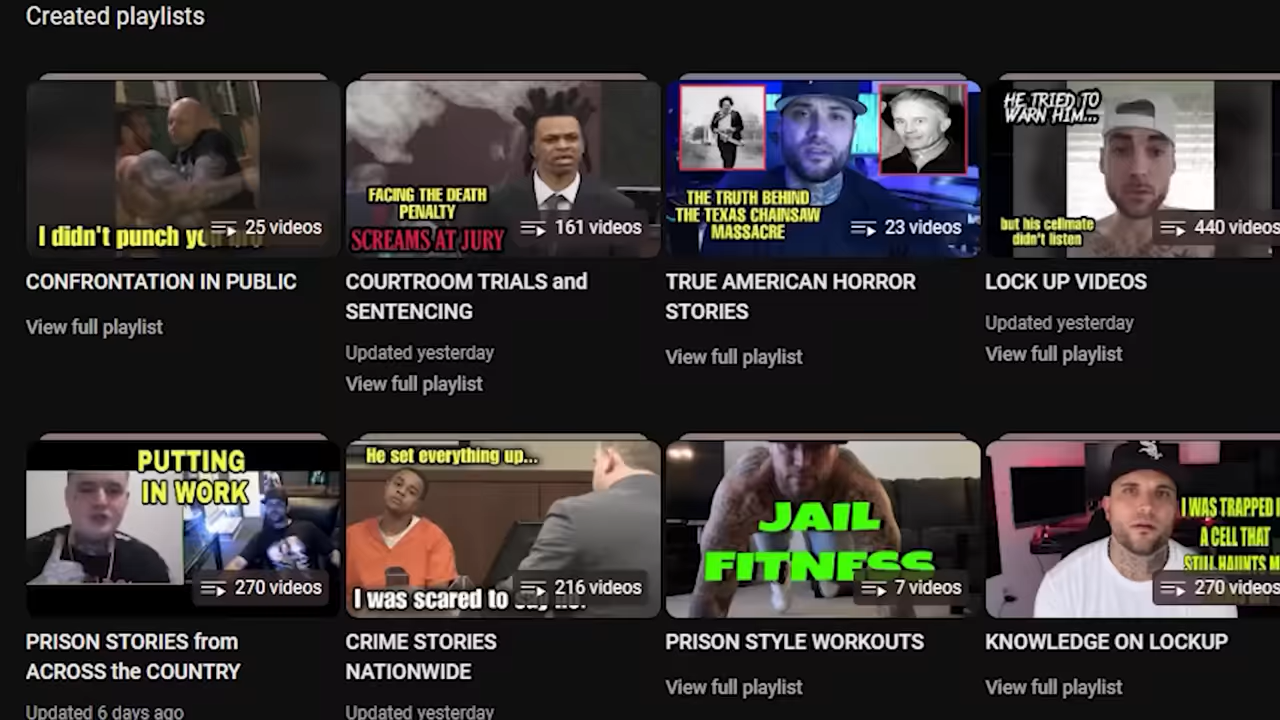 Created playlists
I didn't punch yo
25 videos
FACING THE DEATH
PENALTY
SCREAMS AT JURY
161 videos
THE TRUTH BEHIND
THE TEXAS CHAINSAW
MASSACRE
23 videos
HE TRIED TO
WARN HIM...
but his cellmate
didn't listen
440 videos
CONFRONTATION IN PUBLIC
View full playlist
COURTROOM TRIALS and
SENTENCING
Updated yesterday
View full playlist
TRUE AMERICAN HORROR
STORIES
View full playlist
LOCK UP VIDEOS
Updated yesterday
View full playlist
PUTTING
IN WORK
270 videos
He set everything up...
I was scared to say no.
216 videos
JAIL
FITNESS
7 videos
I WAS TRAPPED I
A CELL THAT
STILL HAUNTS M
270 videos
PRISON STORIES from
ACROSS the COUNTRY
Updated 6 days ago
CRIME STORIES
NATIONWIDE
Updated yesterday
PRISON STYLE WORKOUTS
View full playlist
KNOWLEDGE ON LOCKUP
View full playlist